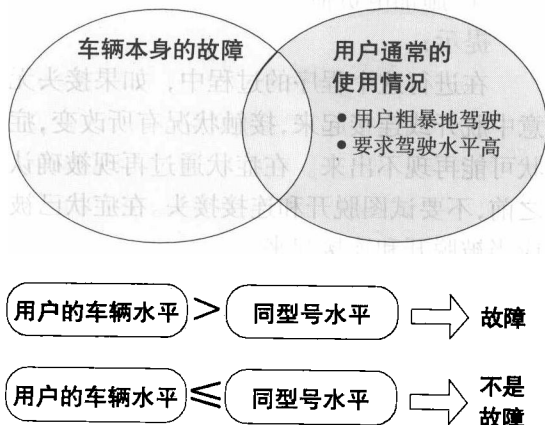 车辆本身的故障
用户通常的
使用情况
●用户粗暴地驾驶
●要求驾驶水平高
用户的车辆水平 > 同型号水平 故障
用户的车辆水平 ≤ 同型号水平 不是
故障